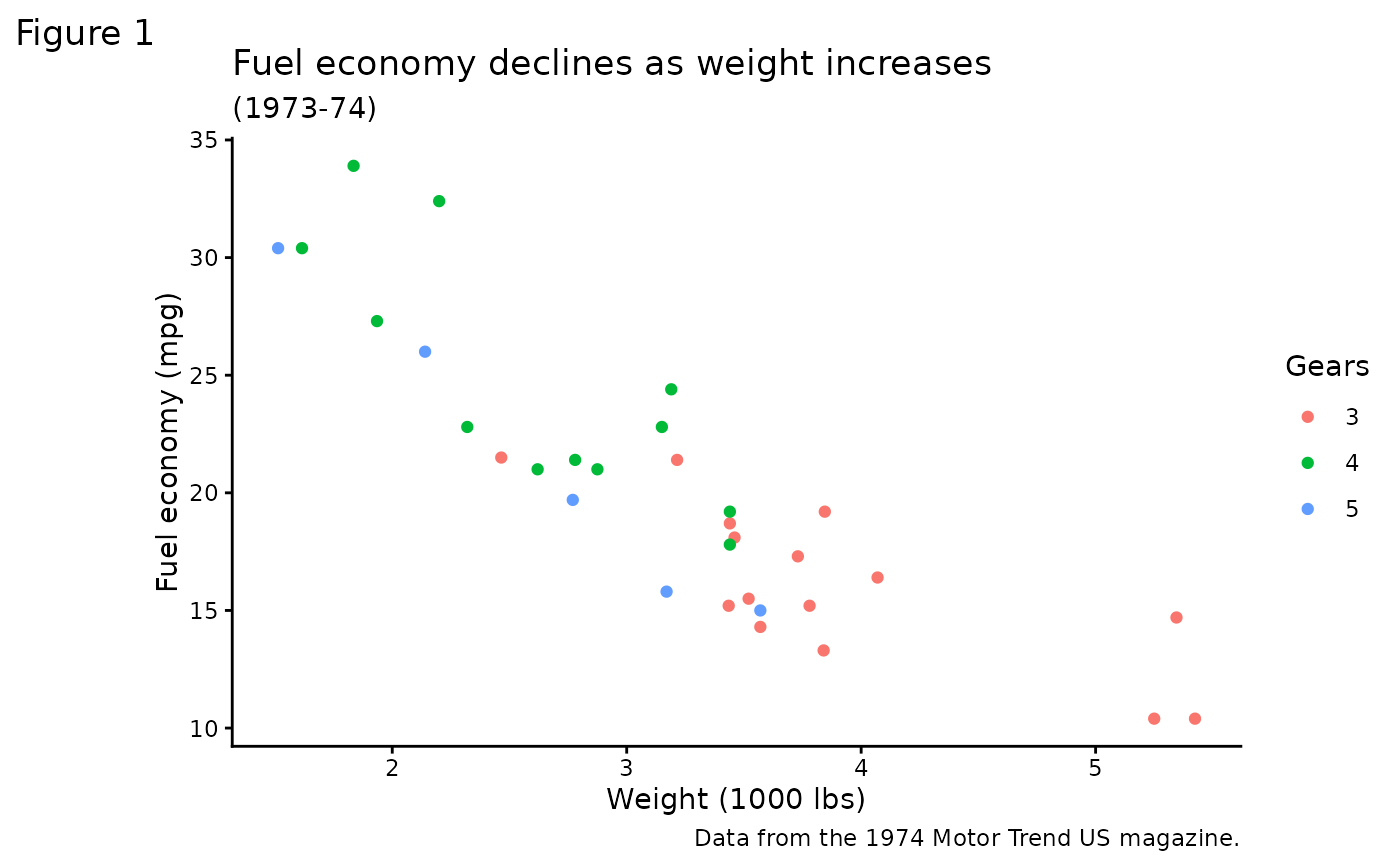 Figure 1
Fuel economy declines as weight increases
(1973-74)
35
30
25
20
15
10
Fuel economy (mpg)
2
3
4
5
Weight (1000 lbs)
Gears
3
4
5
Data from the 1974 Motor Trend US magazine.